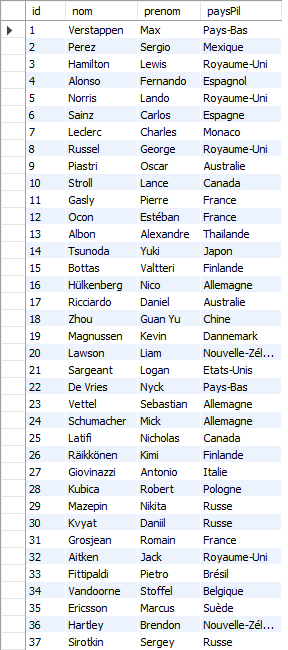 id nom prenom paysPil
1 Verstappen Max Pays-Bas
2 Perez Sergio Mexique
3 Hamilton Lewis Royaume-Uni
4 Alonso Fernando Espagnol
5 Norris Lando Royaume-Uni
6 Sainz Carlos Espagne
7 Leclerc Charles Monaco
8 Russel George Royaume-Uni
9 Piastri Oscar Australie
10 Stroll Lance Canada
11 Gasly Pierre France
12 Ocon Estéban France
13 Albon Alexandre Thailande
14 Tsunoda Yuki Japon
15 Bottas Valtteri Finlande
16 Hülkenberg Nico Allemagne
17 Ricciardo Daniel Australie
18 Zhou Guan Yu Chine
19 Magnussen Kevin Dannemark
20 Lawson Liam Nouvelle-Zél...
21 Sargeant Logan Etats-Unis
22 De Vries Nyck Pays-Bas
23 Vettel Sebastian Allemagne
24 Schumacher Mick Allemagne
25 Latifi Nicholas Canada
26 Räikkönen Kimi Finlande
27 Giovinazzi Antonio Italie
28 Kubica Robert Pologne
29 Mazepin Nikita Russe
30 Kvyat Daniil Russe
31 Grosjean Romain France
32 Aitken Jack Royaume-Uni
33 Fittipaldi Pietro Brésil
34 Vandoorne Stoffel Belgique
35 Ericsson Marcus Suède
36 Hartley Brendon Nouvelle-Zél...
37 Sirotkin Sergey Russe